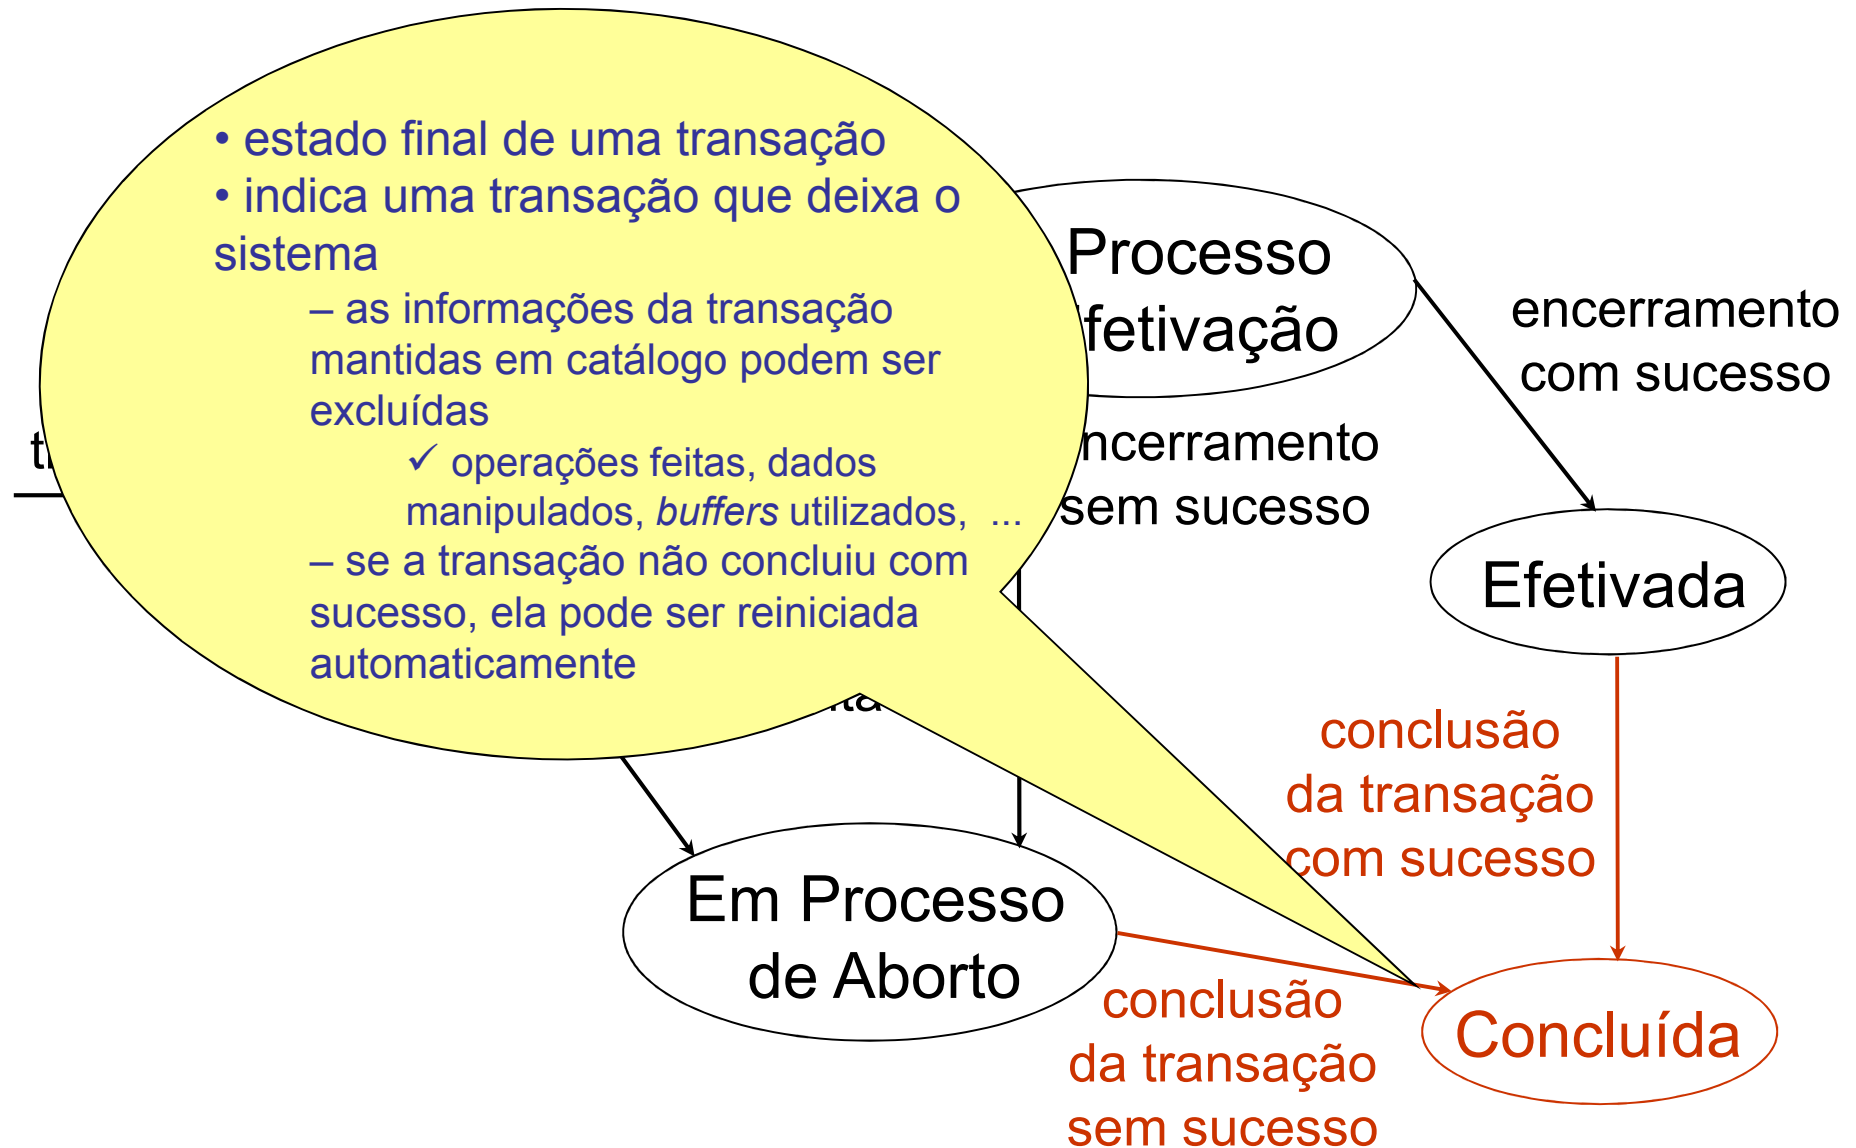 • estado final de uma transação
• indica uma transação que deixa o
sistema
– as informações da transação
mantidas em catálogo podem ser
excluídas
✓ operações feitas, dados
manipulados, buffers utilizados, ...
– se a transação não concluiu com
sucesso, ela pode ser reiniciada
automaticamente
Processo
encerramento
com sucesso
sem sucesso
Efetivada
conclusão
da transação
com sucesso
Em Processo
de Aborto
conclusão
da transação
sem sucesso
Concluída